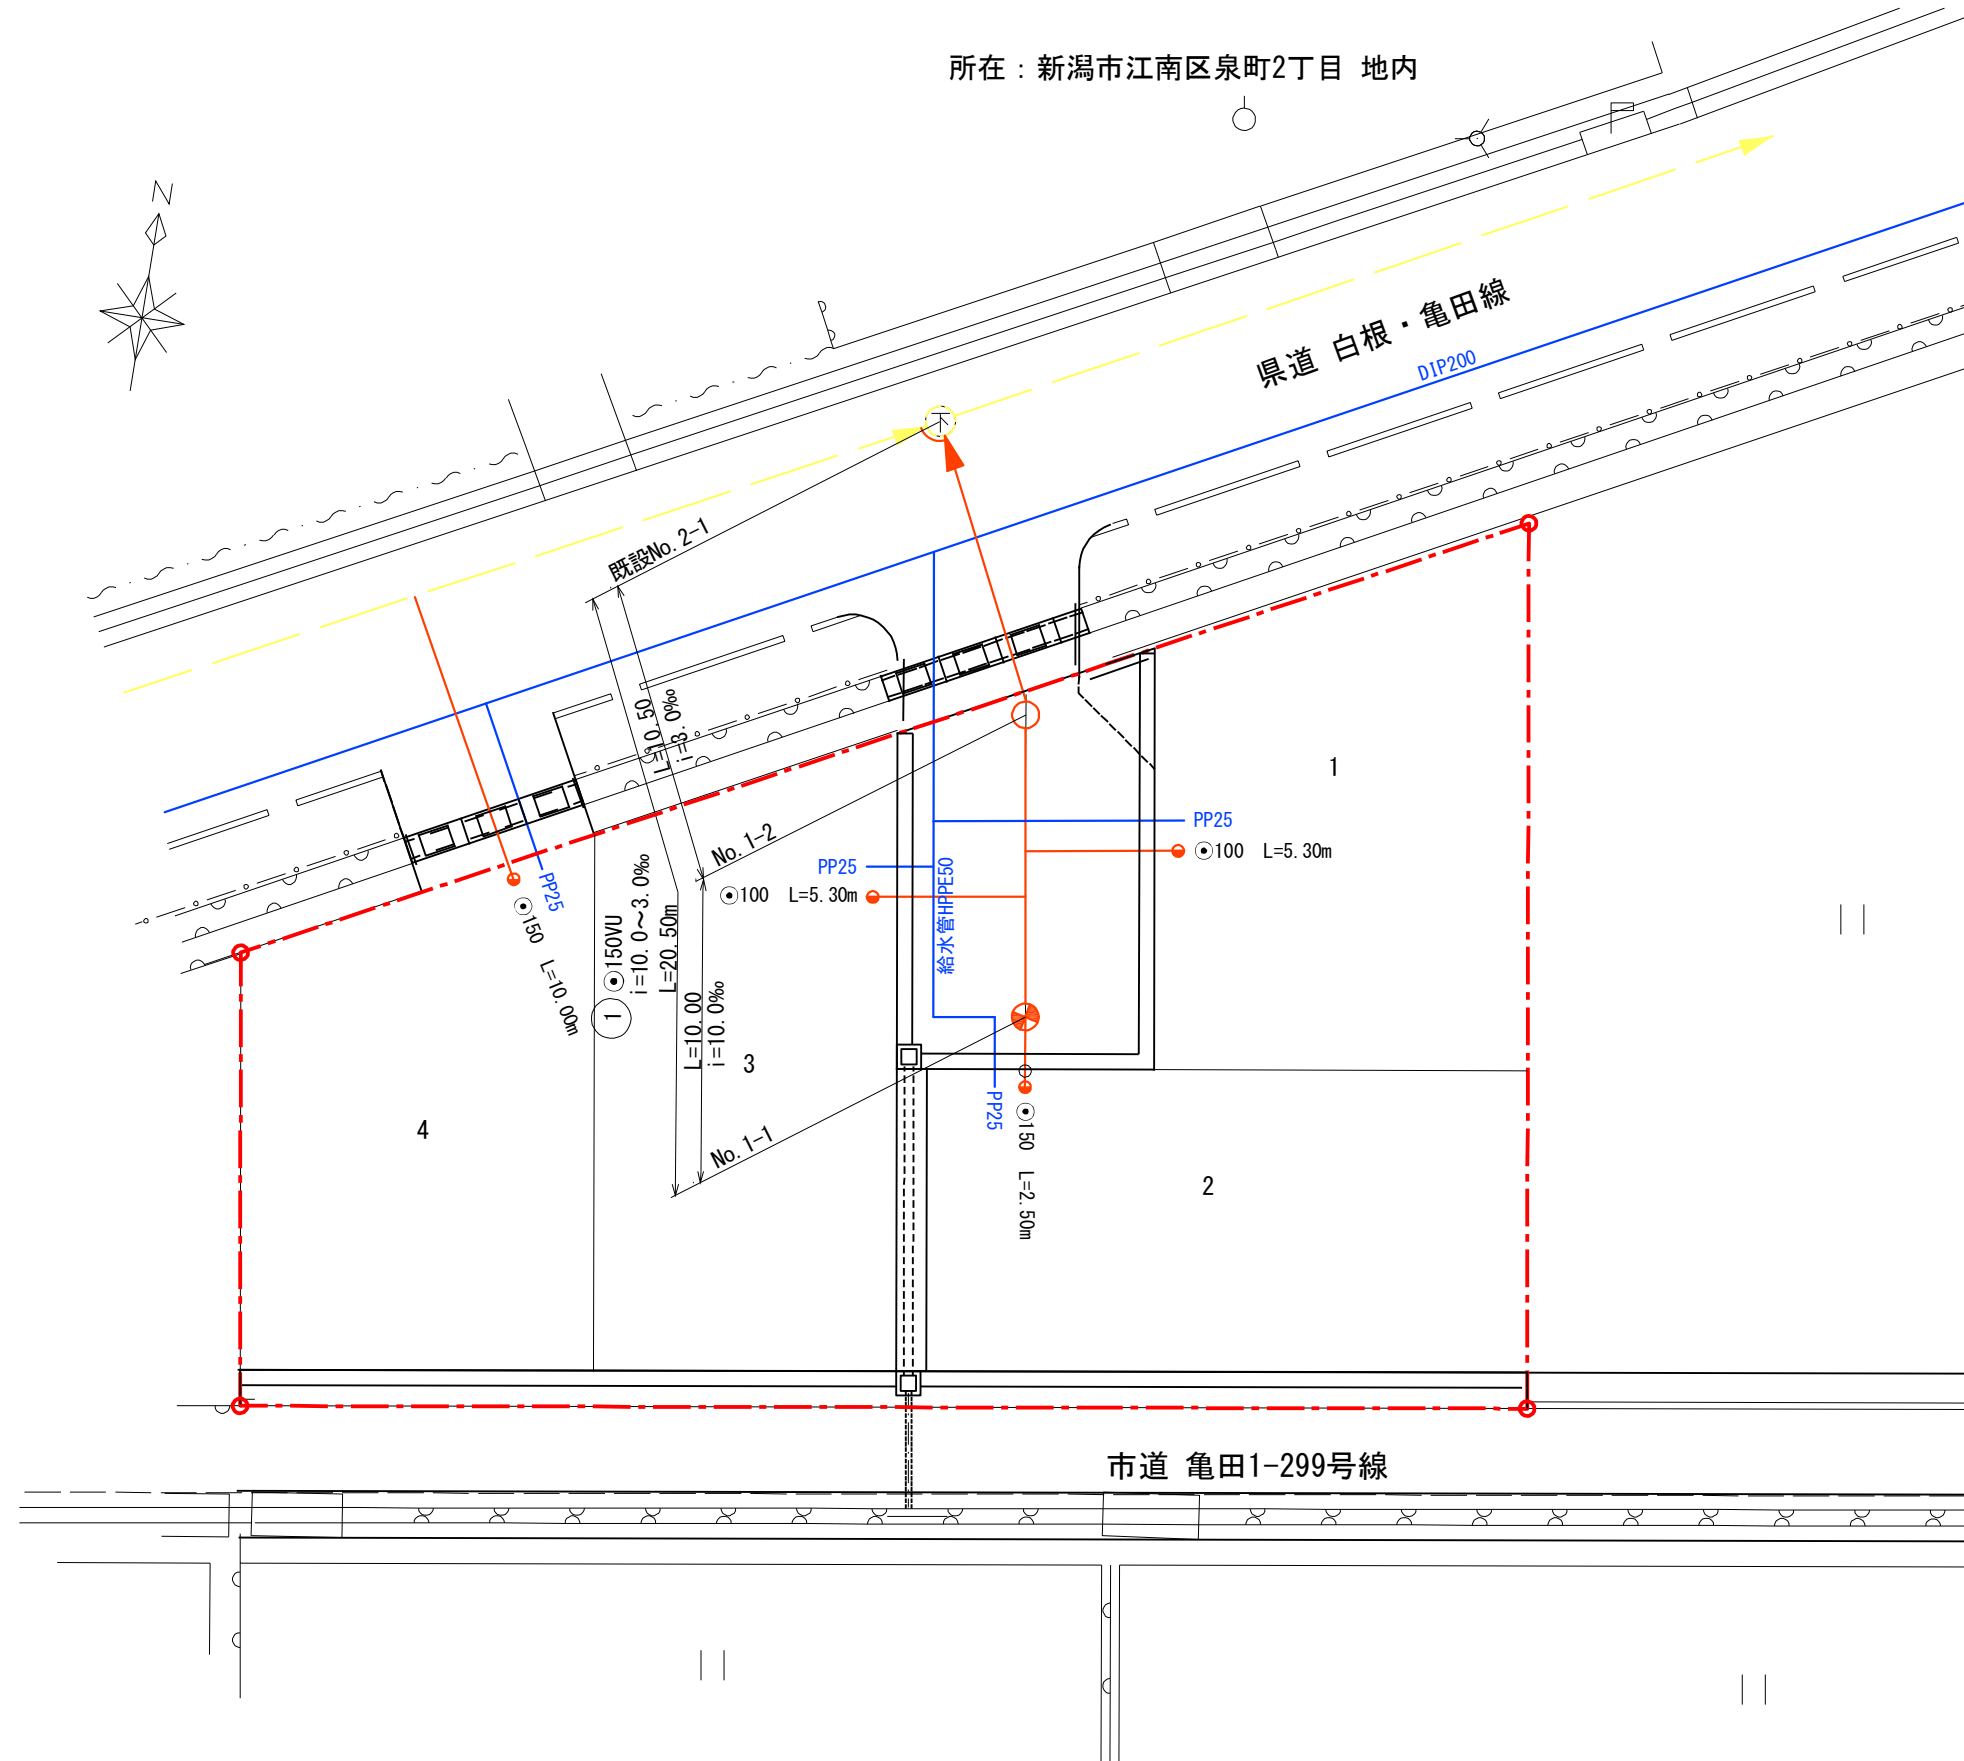 所在：新潟市江南区泉町2丁目 地内
N
県道 白根・亀田線
DIP200
下
既設No.2-1
L=10.50
i=3.0‰
No.1-2
1
PP25
100 L=5.30m
PP25
100 L=5.30m
給水管HPPE50
PP25
150 L=10.00m
1
150VU
i=10.0～3.0‰
L=20.50m
L=10.00
i=10.0‰
3
4
No.1-1
PP25
150 L=2.50m
2
市道 亀田1-299号線